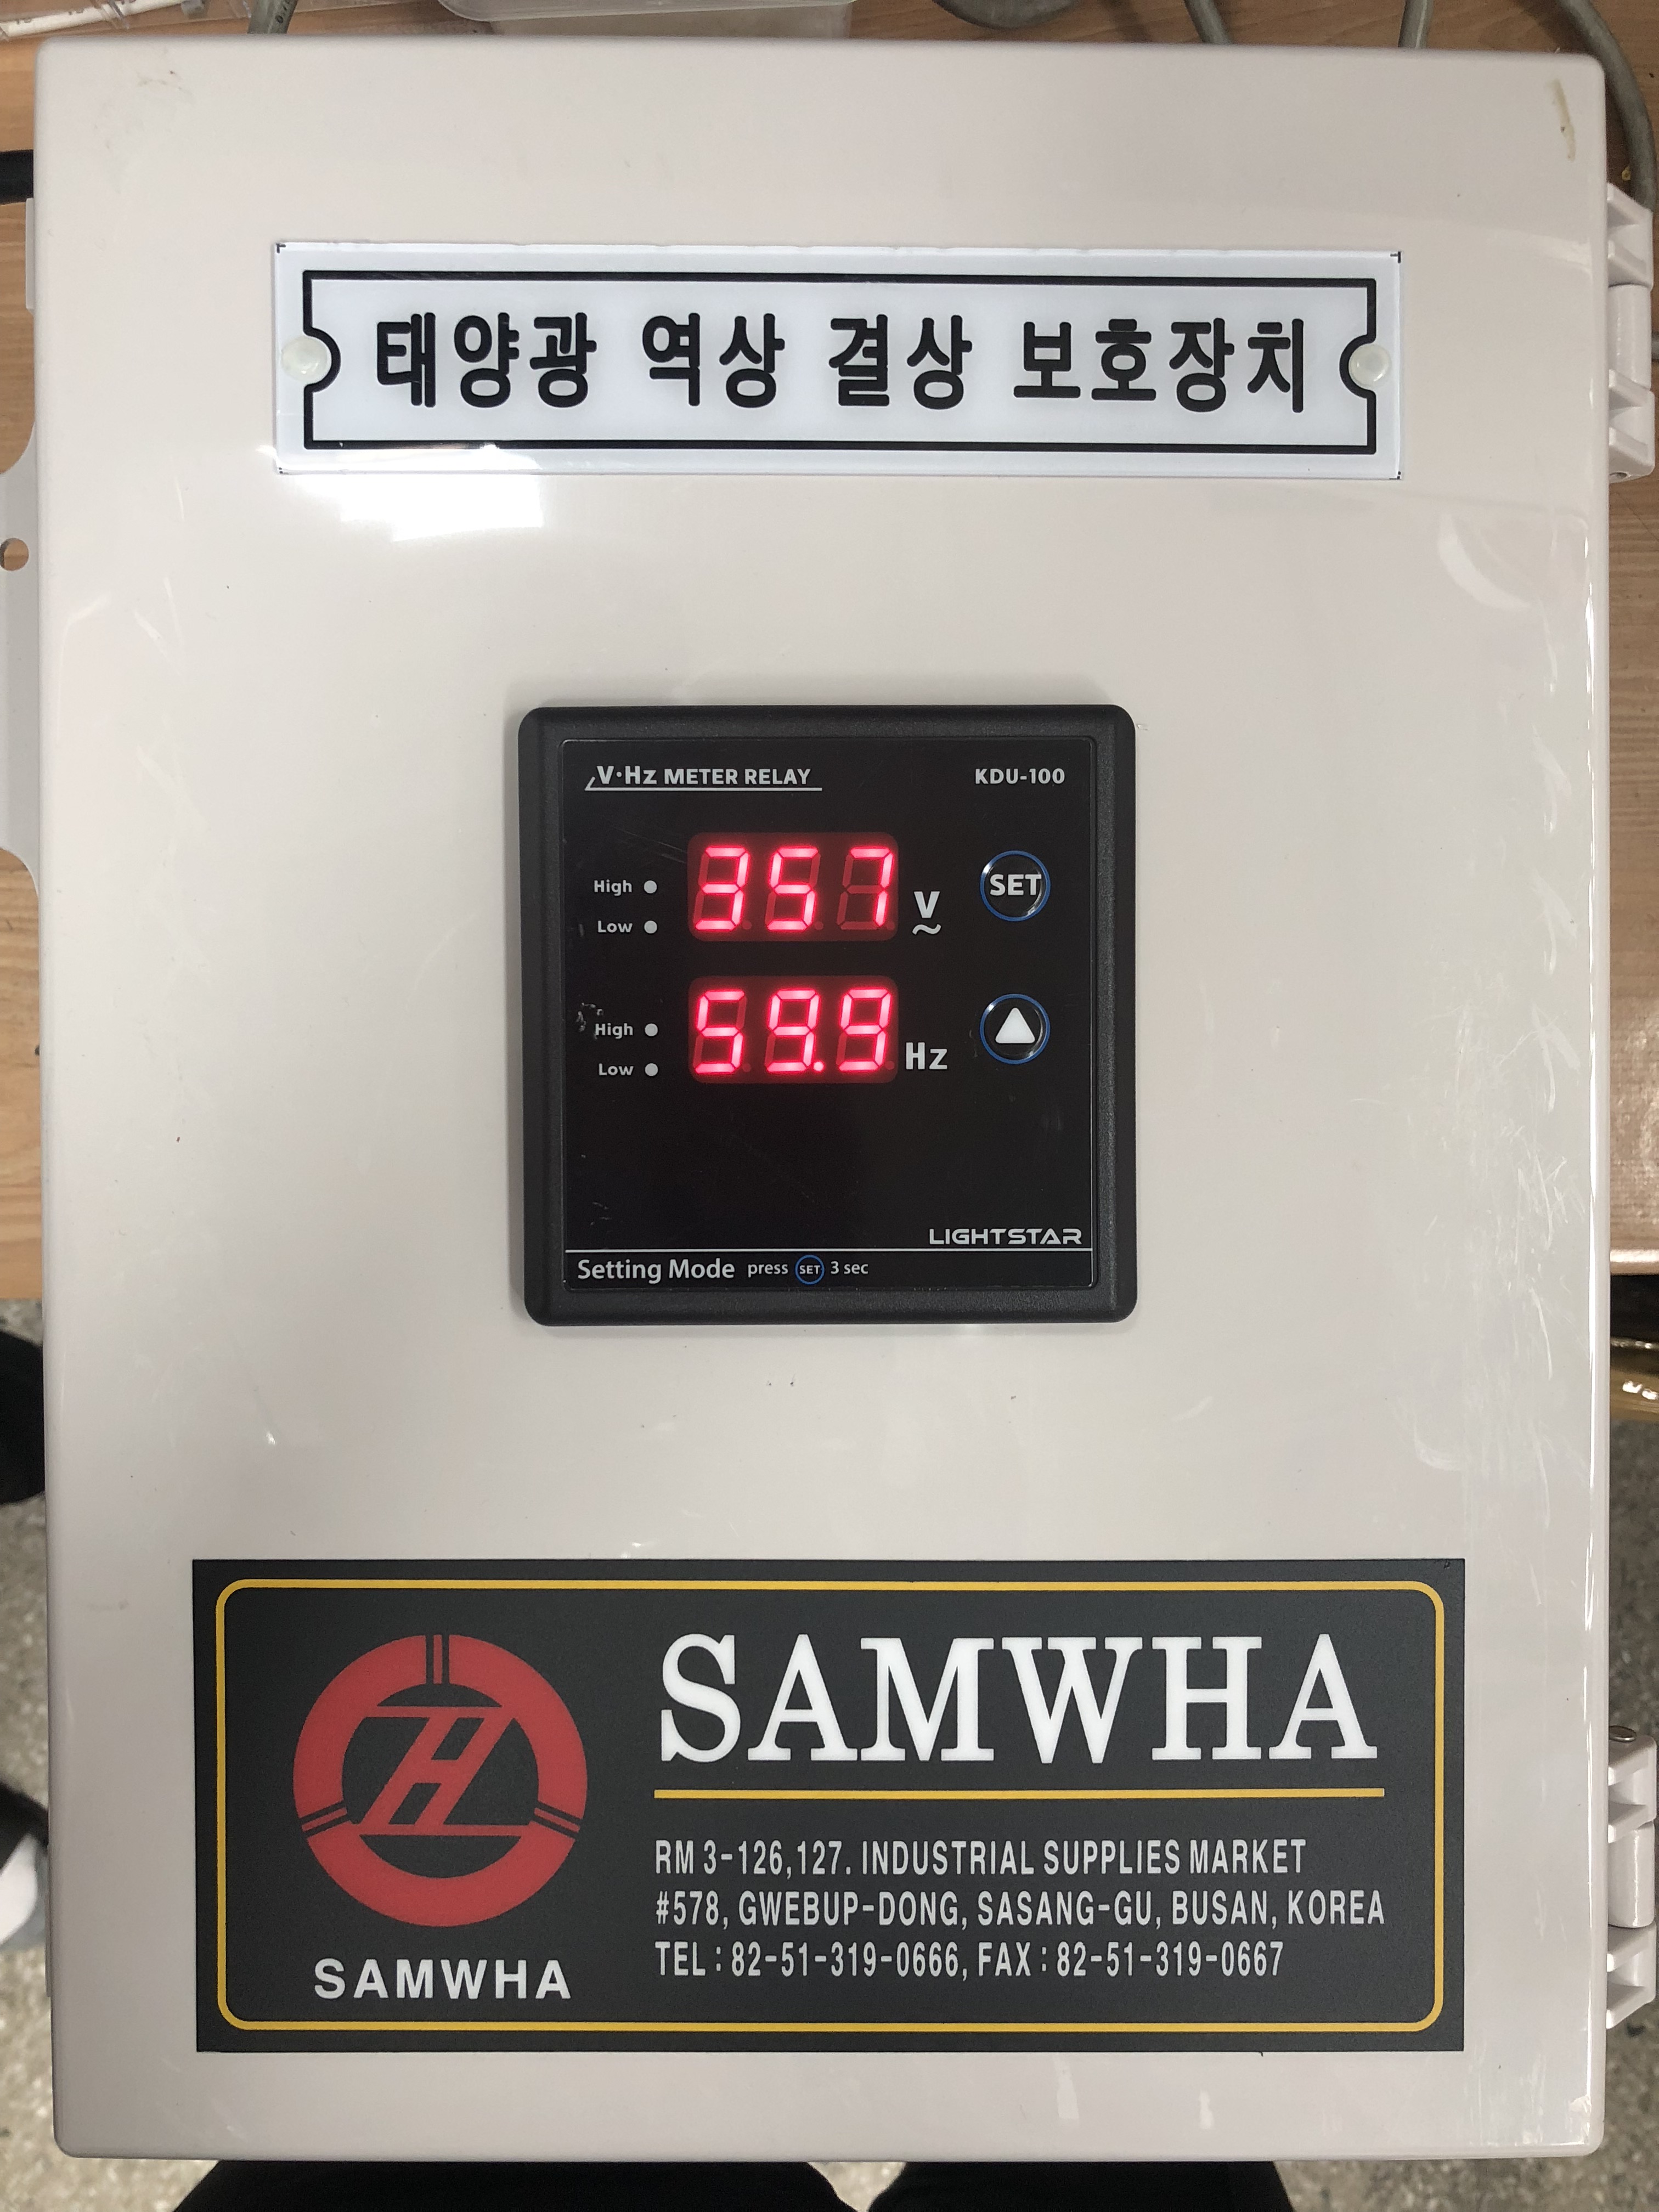 태양광 역상 결상 보호장치
V·Hz METER RELAY KDU-100
High
Low
357 V
SET
High
Low
59.9 Hz
LIGHTSTAR
Setting Mode press SET 3 sec
SAMWHA
RM 3-126,127. INDUSTRIAL SUPPLIES MARKET
#578, GWEBUP-DONG, SASANG-GU, BUSAN, KOREA
TEL : 82-51-319-0666, FAX : 82-51-319-0667
SAMWHA